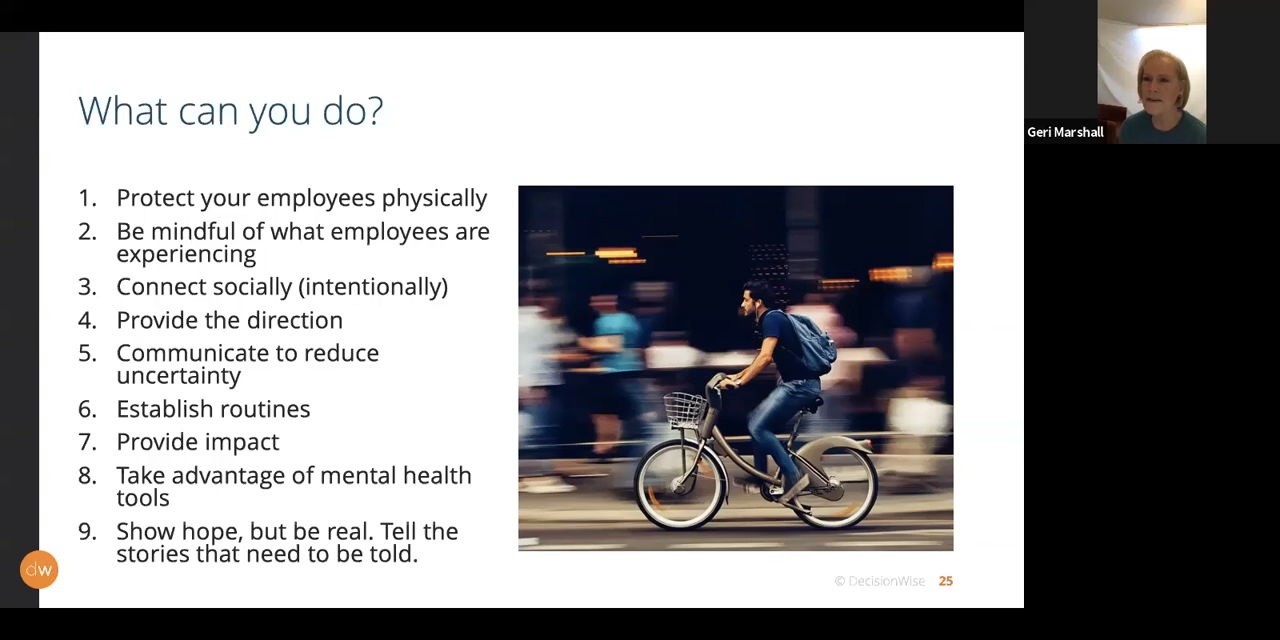 What can you do?
1. Protect your employees physically
2. Be mindful of what employees are
experiencing
3. Connect socially (intentionally)
4. Provide the direction
5. Communicate to reduce
uncertainty
6. Establish routines
7. Provide impact
8. Take advantage of mental health
tools
9. Show hope, but be real. Tell the
stories that need to be told.
dw
© DecisionWise 25
Geri Marshall